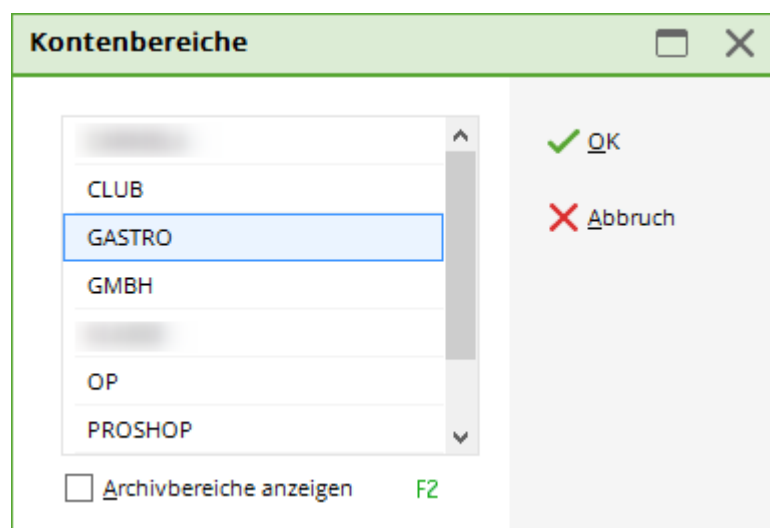 Kontenbereiche
OK
CLUB
GASTRO
Abbruch
GMBH
OP
PROSHOP
Archivbereiche anzeigen F2